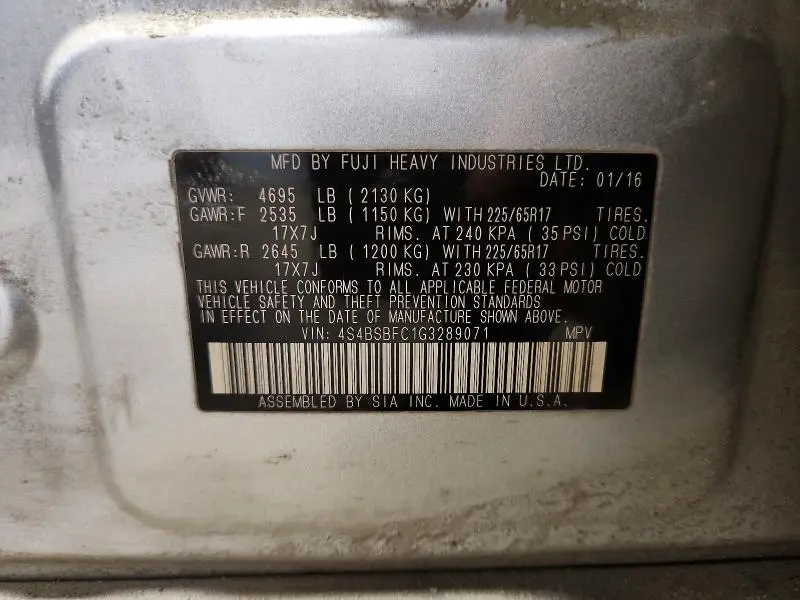 MFD BY FUJI HEAVY INDUSTRIES LTD.
DATE: 01/16
GVWR: 4695 LB ( 2130 KG)
GAWR:F 2535 LB ( 1150 KG) WITH 225/65R17 TIRES.
17X7J RIMS. AT 240 KPA ( 35 PSI) COLD
GAWR:R 2645 LB ( 1200 KG) WITH 225/65R17 TIRES.
17X7J RIMS. AT 230 KPA ( 33 PSI) COLD
THIS VEHICLE CONFORMS TO ALL APPLICABLE FEDERAL MOTOR
VEHICLE SAFETY AND THEFT PREVENTION STANDARDS
IN EFFECT ON THE DATE OF MANUFACTURE SHOWN ABOVE.
VIN: 4S4BSBFC1G3289071 MPV
ASSEMBLED BY SIA INC. MADE IN U.S.A.